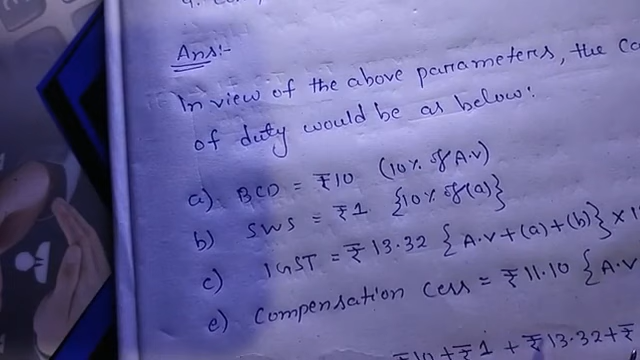 Ans:-
In view of the above parameters, the
of duty would be as below:
a) BCD = ₹10 (10% of A.V)
b) SWS = ₹1 {10% of (a)}
c) IGST = ₹13.32 {A.V+(a)+(b)} ×
e) Compensation Cess = ₹11.10 {A.V
₹10+₹1 + ₹13.32+₹